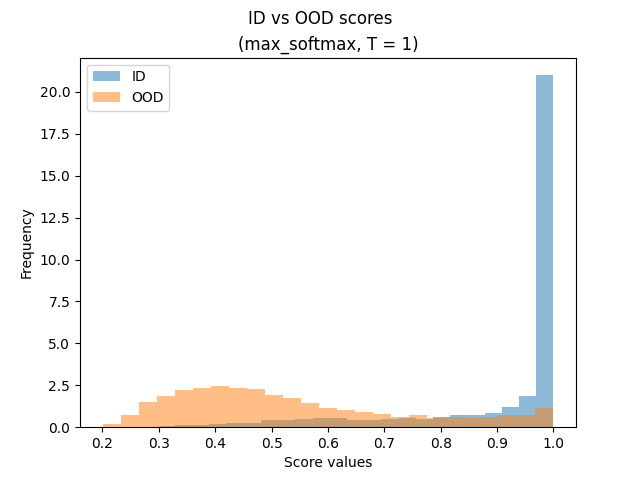 ID vs OOD scores
(max_softmax, T = 1)
ID
OOD
20.0
17.5
15.0
12.5
10.0
7.5
5.0
2.5
0.0
Frequency
0.2 0.3 0.4 0.5 0.6 0.7 0.8 0.9 1.0
Score values